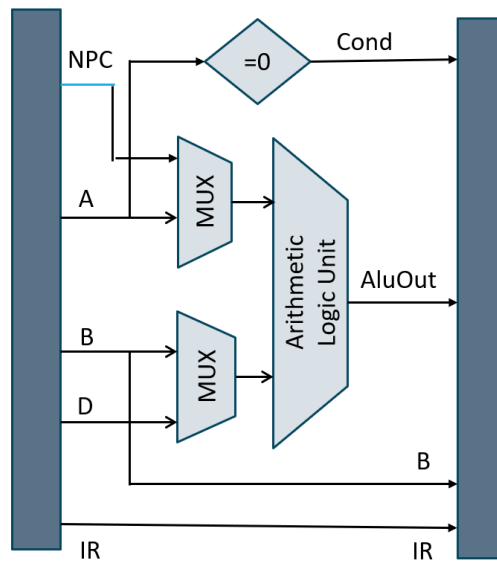 Cond
NPC
=0
MUX
A
Arithmetic
Logic Unit
AluOut
B
MUX
D
B
IR
IR